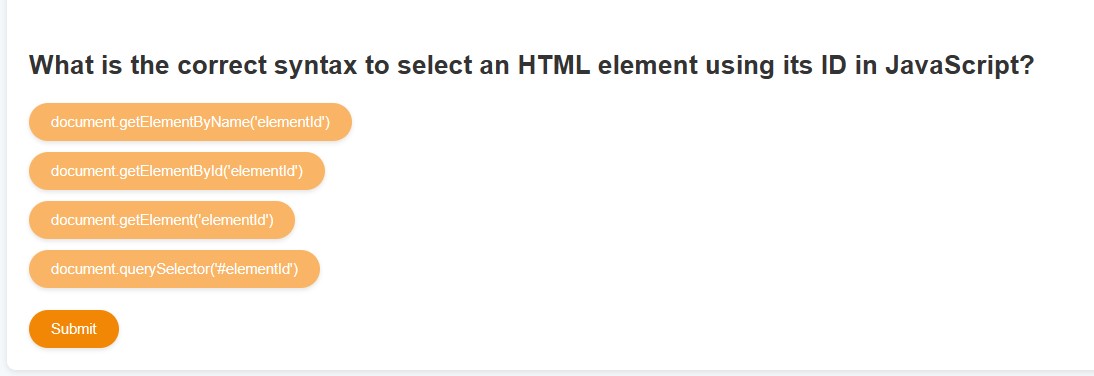 What is the correct syntax to select an HTML element using its ID in JavaScript?
document.getElementByName('elementId')
document.getElementById('elementId')
document.getElement('elementId')
document.querySelector('#elementId')
Submit